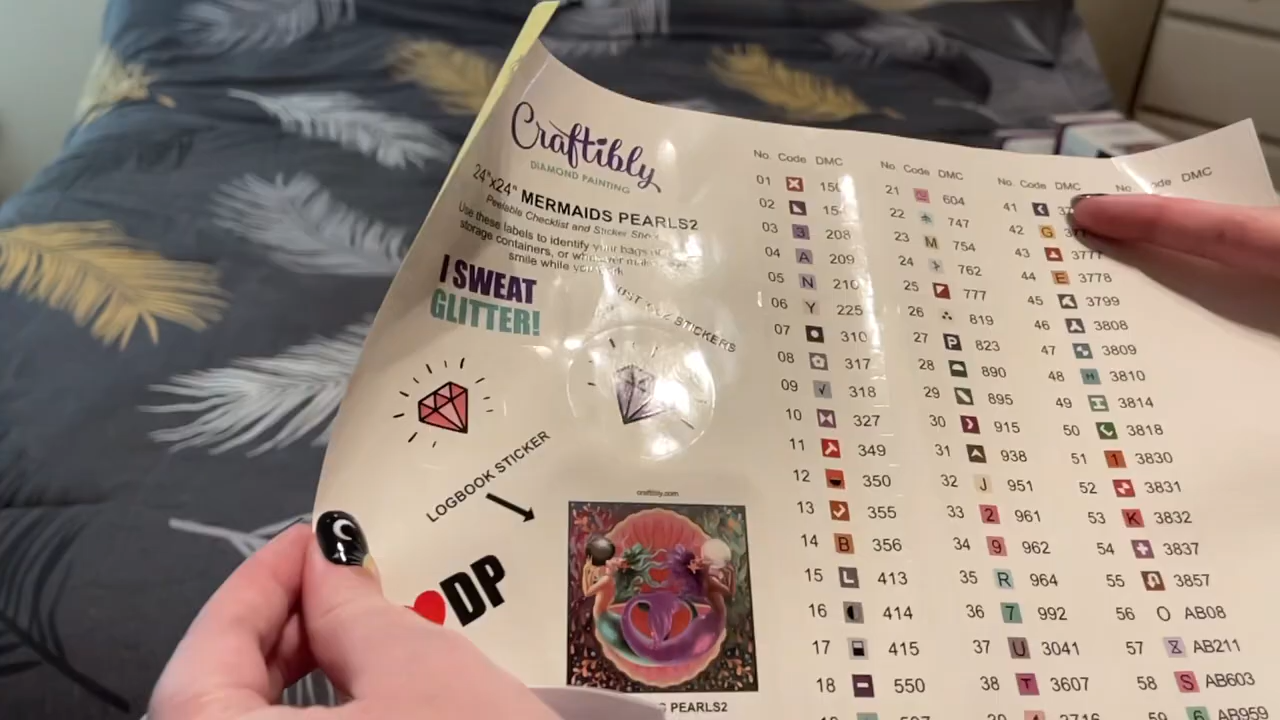 Craftibly
DIAMOND PAINTING
24"x24" MERMAIDS PEARLS2
Peelable Checklist and Sticker
Use these labels to identify your bags
storage containers, or
smile while you
I SWEAT
GLITTER!
STICKERS
LOGBOOK STICKER
DP
craftibly.com
PEARLS2
No. Code DMC
01
02
03 3 208
04 A 209
05 N 210
06 Y 225
07 310
08 317
09 √ 318
10 327
11 349
12 350
13 355
14 B 356
15 L 413
16 414
17 415
18 550
No. Code DMC
21 604
22 747
23 M 754
24 762
25 777
26 819
27 P 823
28 890
29 895
30 915
31 938
32 J 951
33 2 961
34 9 962
35 R 964
36 7 992
37 U 3041
38 T 3607
No. Code DMC
41
42 G
43 3777
44 E 3778
45 3799
46 3808
47 3809
48 H 3810
49 I 3814
50 3818
51 1 3830
52 3831
53 K 3832
54 3837
55 3857
56 O AB08
57 AB211
58 S AB603
59 6 AB959
No. DMC